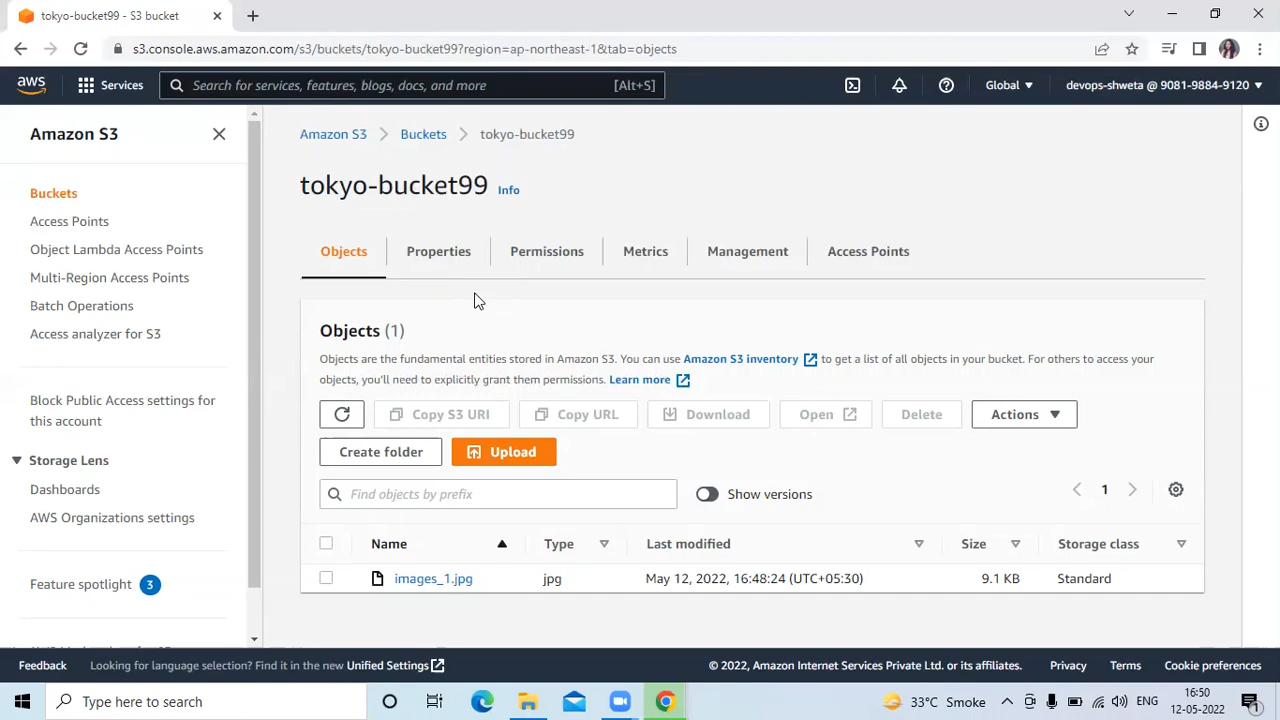 tokyo-bucket99 - S3 bucket
s3.console.aws.amazon.com/s3/buckets/tokyo-bucket99?region=ap-northeast-1&tab=objects
aws Services Search for services, features, blogs, docs, and more [Alt+S] Global devops-shweta @ 9081-9884-9120
Amazon S3
Buckets
Access Points
Object Lambda Access Points
Multi-Region Access Points
Batch Operations
Access analyzer for S3
Block Public Access settings for
this account
Storage Lens
Dashboards
AWS Organizations settings
Feature spotlight 3
Amazon S3 Buckets tokyo-bucket99
tokyo-bucket99 Info
Objects Properties Permissions Metrics Management Access Points
Objects (1)
Objects are the fundamental entities stored in Amazon S3. You can use Amazon S3 inventory to get a list of all objects in your bucket. For others to access your
objects, you'll need to explicitly grant them permissions. Learn more
Copy S3 URI Copy URL Download Open Delete Actions
Create folder Upload
Find objects by prefix Show versions 1
Name Type Last modified Size Storage class
images_1.jpg jpg May 12, 2022, 16:48:24 (UTC+05:30) 9.1 KB Standard
Feedback Looking for language selection? Find it in the new Unified Settings © 2022, Amazon Internet Services Private Ltd. or its affiliates. Privacy Terms Cookie preferences
Type here to search 33°C Smoke ENG 16:50
12-05-2022 1